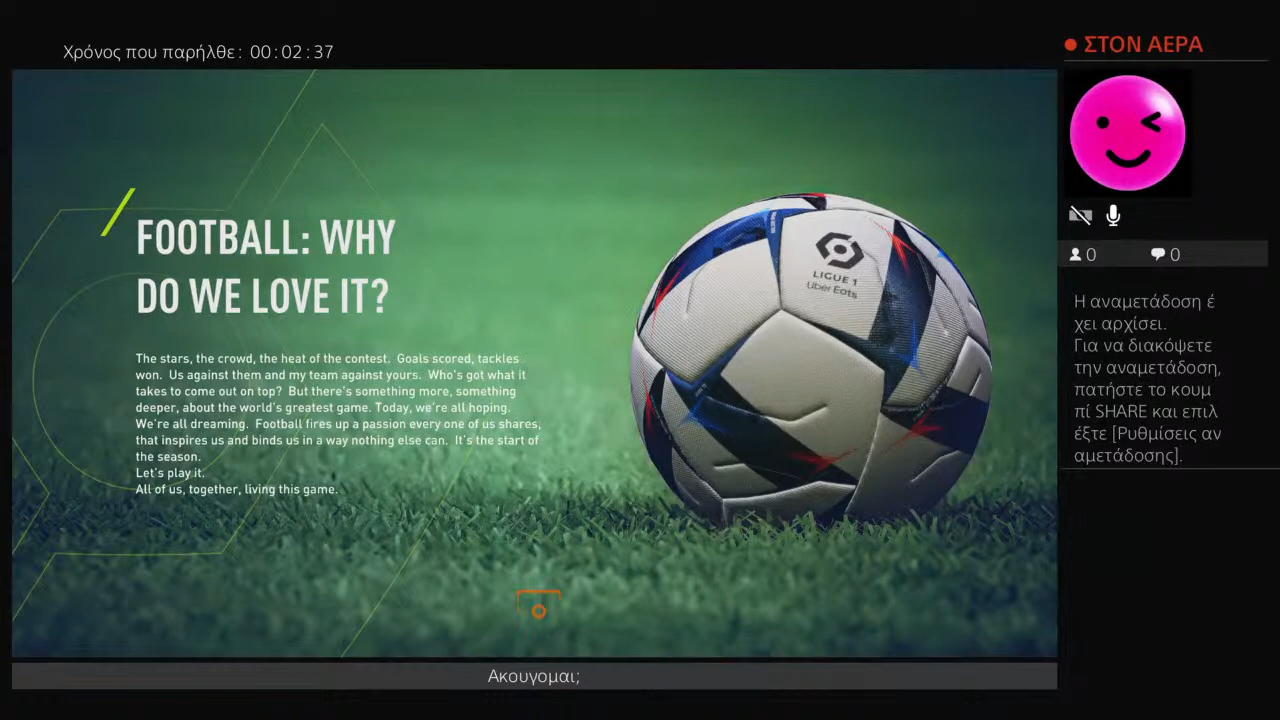 Χρόνος που παρήλθε: 00:02:37
ΣΤΟΝ ΑΕΡΑ
FOOTBALL: WHY
DO WE LOVE IT?
The stars, the crowd, the heat of the contest. Goals scored, tackles
won. Us against them and my team against yours. Who's got what it
takes to come out on top? But there's something more, something
deeper, about the world's greatest game. Today, we're all hoping.
We're all dreaming. Football fires up a passion every one of us shares,
that inspires us and binds us in a way nothing else can. It's the start of
the season.
Let's play it.
All of us, together, living this game.
LIGUE 1
Uber Eats
0
0
Η αναμετάδοση έ
χει αρχίσει.
Για να διακόψετε
την αναμετάδοση,
πατήστε το κουμ
πί SHARE και επιλ
έξτε [Ρυθμίσεις αν
αμετάδοσης].
Ακουγομαι;